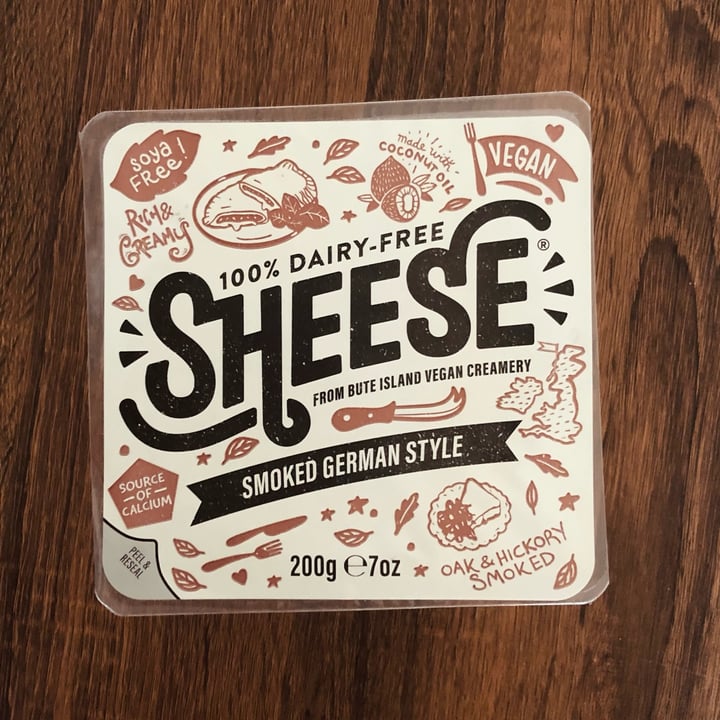 soya!
FREE!
made with
COCONUT OIL
VEGAN
RICH &
CREAMY
100% DAIRY-FREE
SHEESE®
FROM BUTE ISLAND VEGAN CREAMERY
SMOKED GERMAN STYLE
SOURCE
OF
CALCIUM
PEEL &
RESEAL
200g ℮ 7oz
OAK & HICKORY
SMOKED